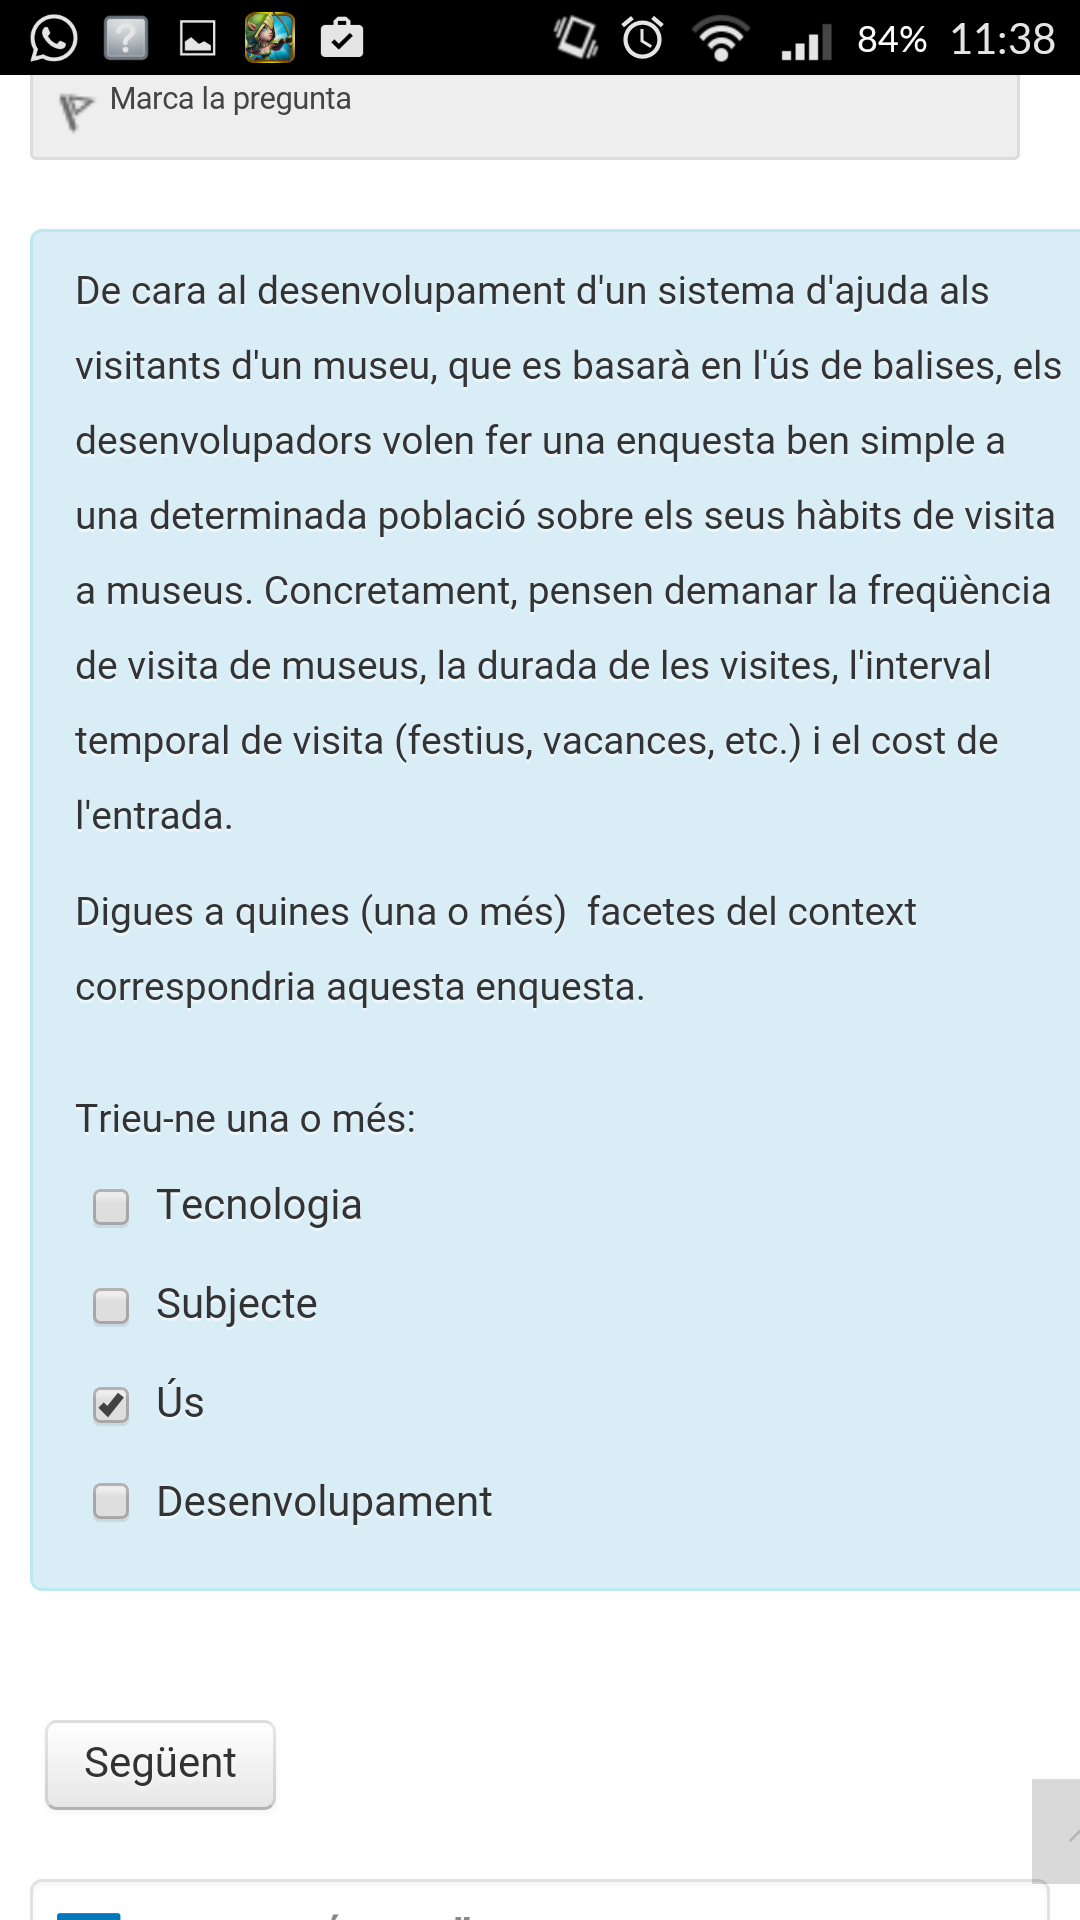 84% 11:38
Marca la pregunta
De cara al desenvolupament d'un sistema d'ajuda als
visitants d'un museu, que es basarà en l'ús de balises, els
desenvolupadors volen fer una enquesta ben simple a
una determinada població sobre els seus hàbits de visita
a museus. Concretament, pensen demanar la freqüència
de visita de museus, la durada de les visites, l'interval
temporal de visita (festius, vacances, etc.) i el cost de
l'entrada.
Digues a quines (una o més)  facetes del context
correspondria aquesta enquesta.
Trieu-ne una o més:
Tecnologia
Subjecte
Ús
Desenvolupament
Següent